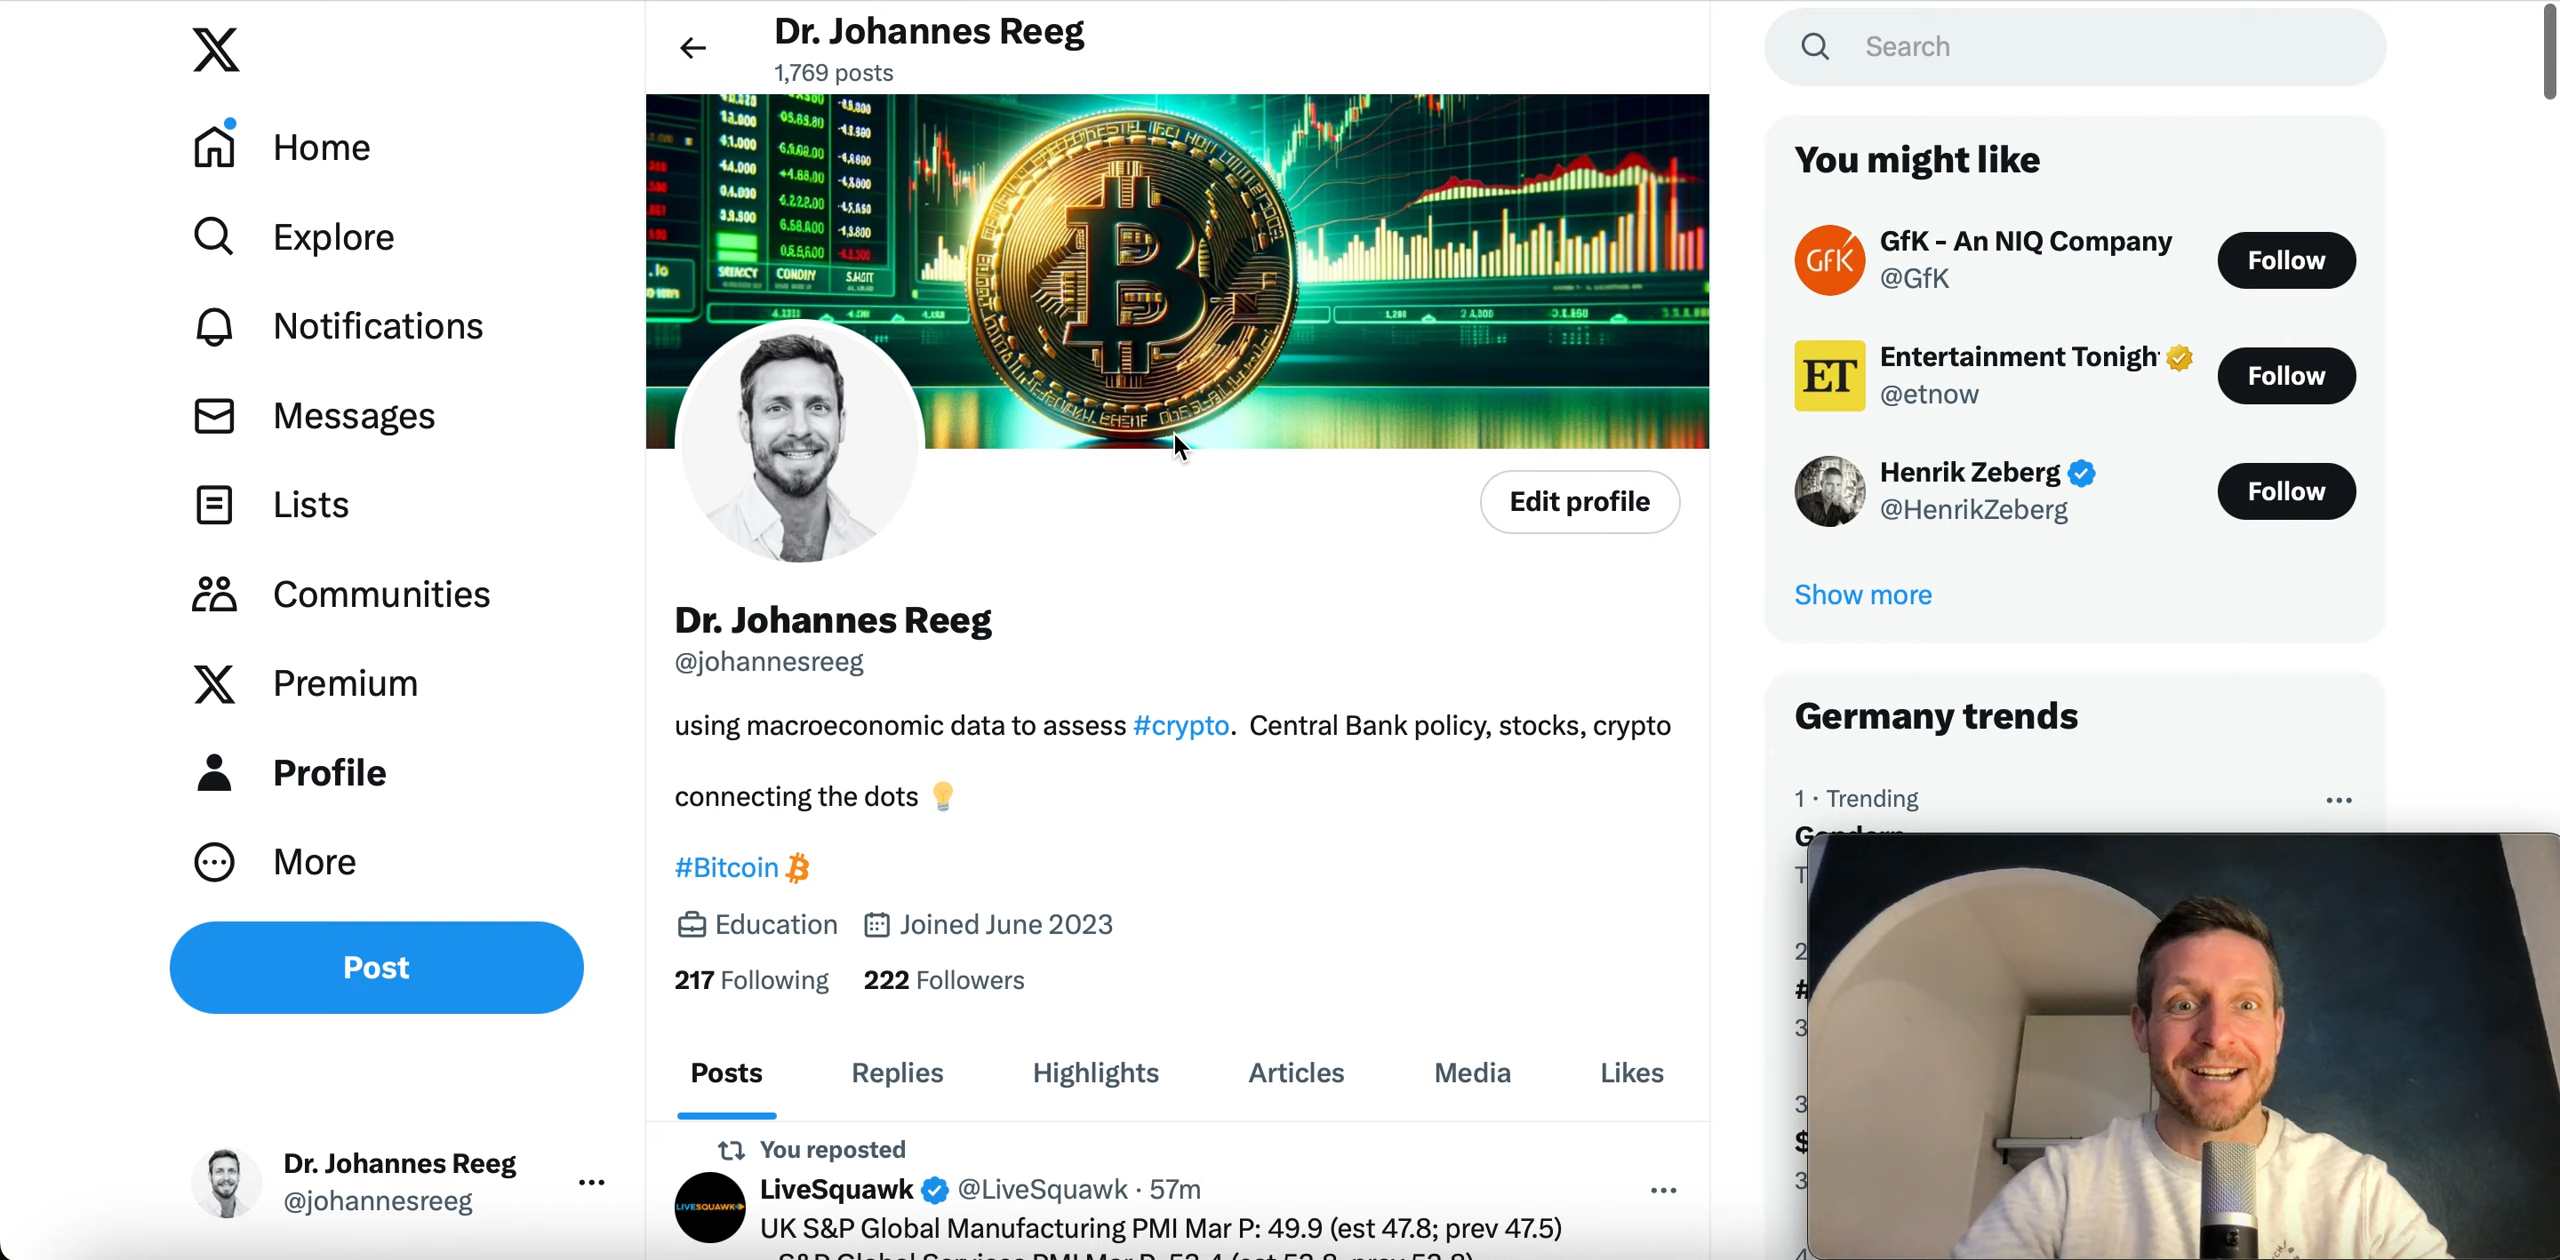 Dr. Johannes Reeg
1,769 posts
Home
Explore
Notifications
Messages
Lists
Communities
Premium
Profile
More
Post
Dr. Johannes Reeg
@johannesreeg
Edit profile
Dr. Johannes Reeg
@johannesreeg
using macroeconomic data to assess #crypto. Central Bank policy, stocks, crypto
connecting the dots 💡
#Bitcoin
Education Joined June 2023
217 Following 222 Followers
Posts Replies Highlights Articles Media Likes
You reposted
LIVESQUAWK
LiveSquawk @LiveSquawk · 57m
UK S&P Global Manufacturing PMI Mar P: 49.9 (est 47.8; prev 47.5)
Search
You might like
GfK
GfK - An NIQ Company
@GfK
Follow
ET
Entertainment Tonigh
@etnow
Follow
Henrik Zeberg
@HenrikZeberg
Follow
Show more
Germany trends
1 · Trending